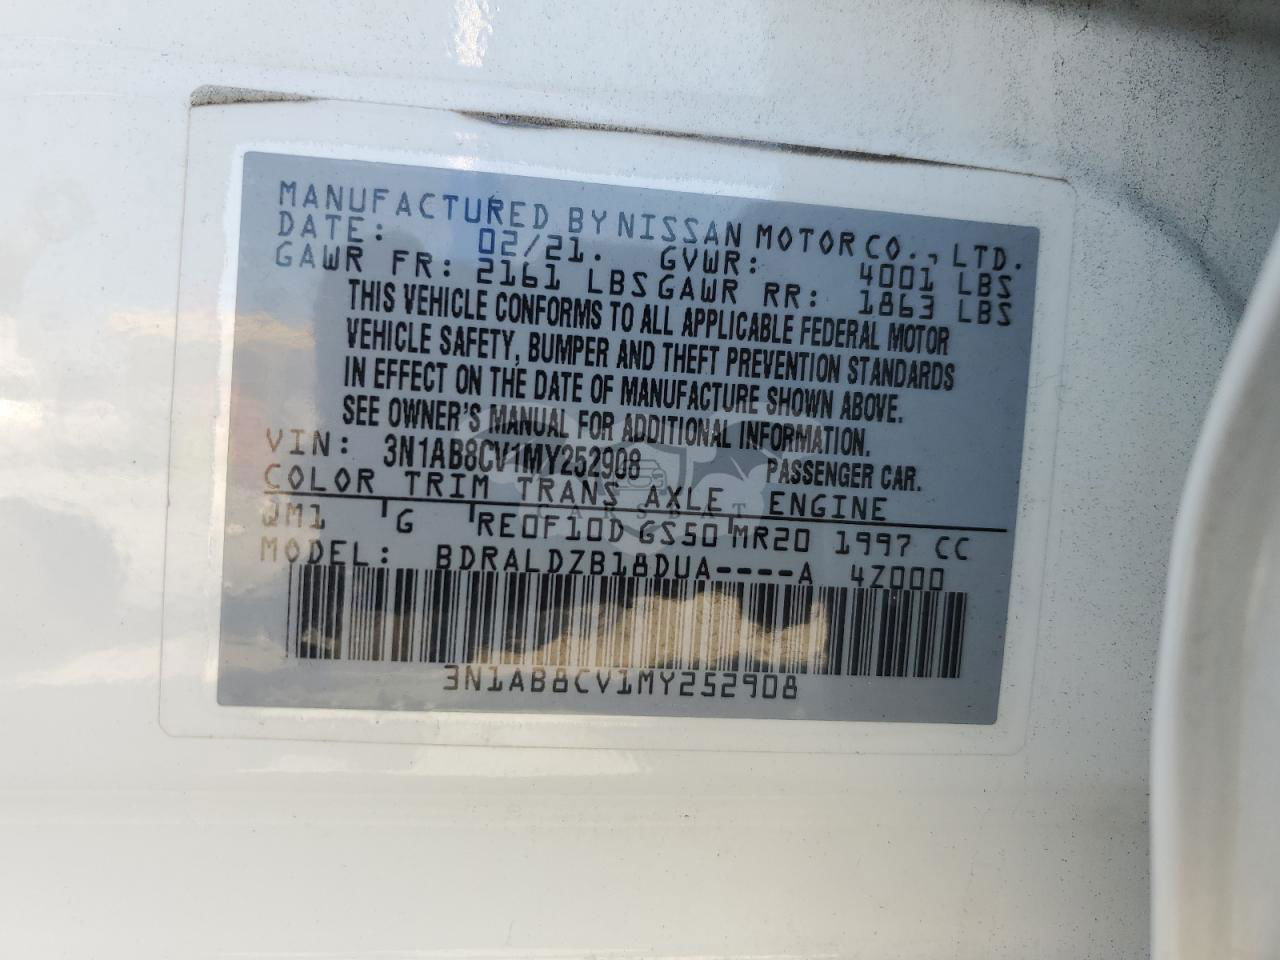 MANUFACTURED BY NISSAN MOTOR CO., LTD.
DATE: 02/21. GVWR: 4001 LBS
GAWR FR: 2161 LBS GAWR RR: 1863 LBS
THIS VEHICLE CONFORMS TO ALL APPLICABLE FEDERAL MOTOR
VEHICLE SAFETY, BUMPER AND THEFT PREVENTION STANDARDS
IN EFFECT ON THE DATE OF MANUFACTURE SHOWN ABOVE.
SEE OWNER'S MANUAL FOR ADDITIONAL INFORMATION.
VIN: 3N1AB8CV1MY252908 PASSENGER CAR.
COLOR TRIM TRANS AXLE ENGINE
QM1 G RE0F10D GS50 MR20 1997 CC
MODEL: BDRALDZB18DUA----A 4Z000
3N1AB8CV1MY252908